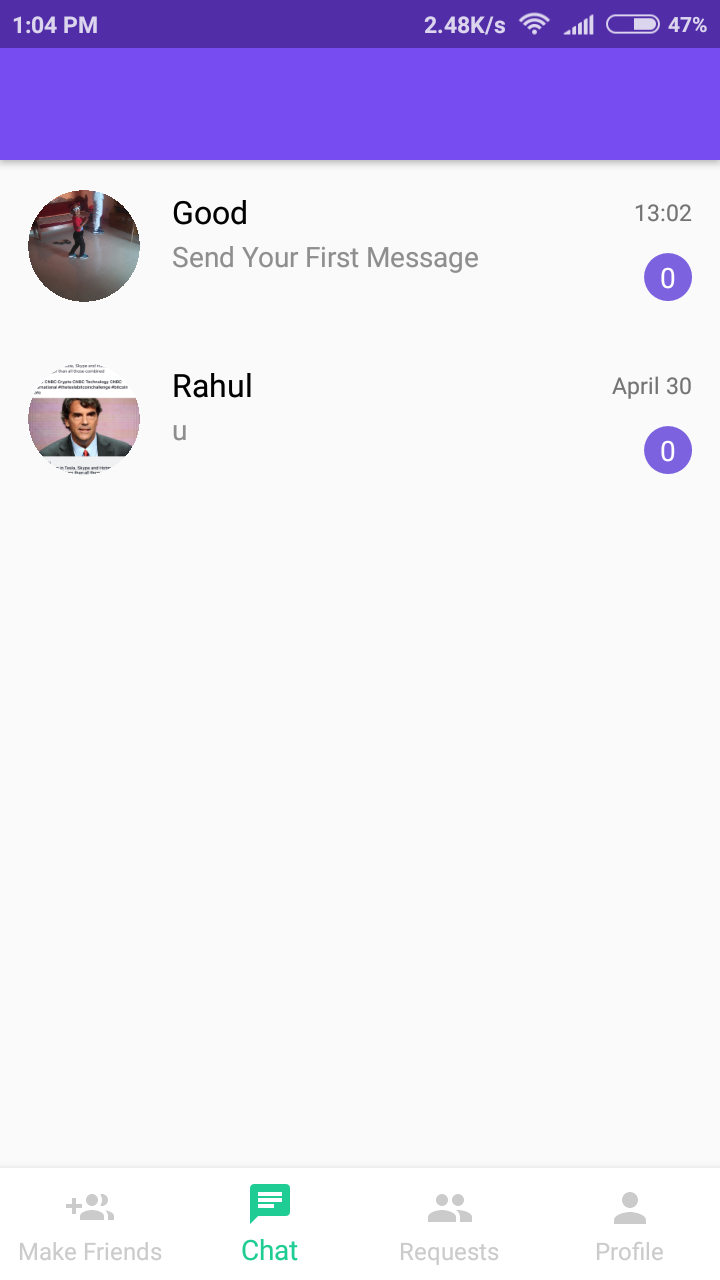 1:04 PM 2.48K/s 47%
Good 13:02
Send Your First Message
0
Rahul April 30
u
0
Make Friends Chat Requests Profile